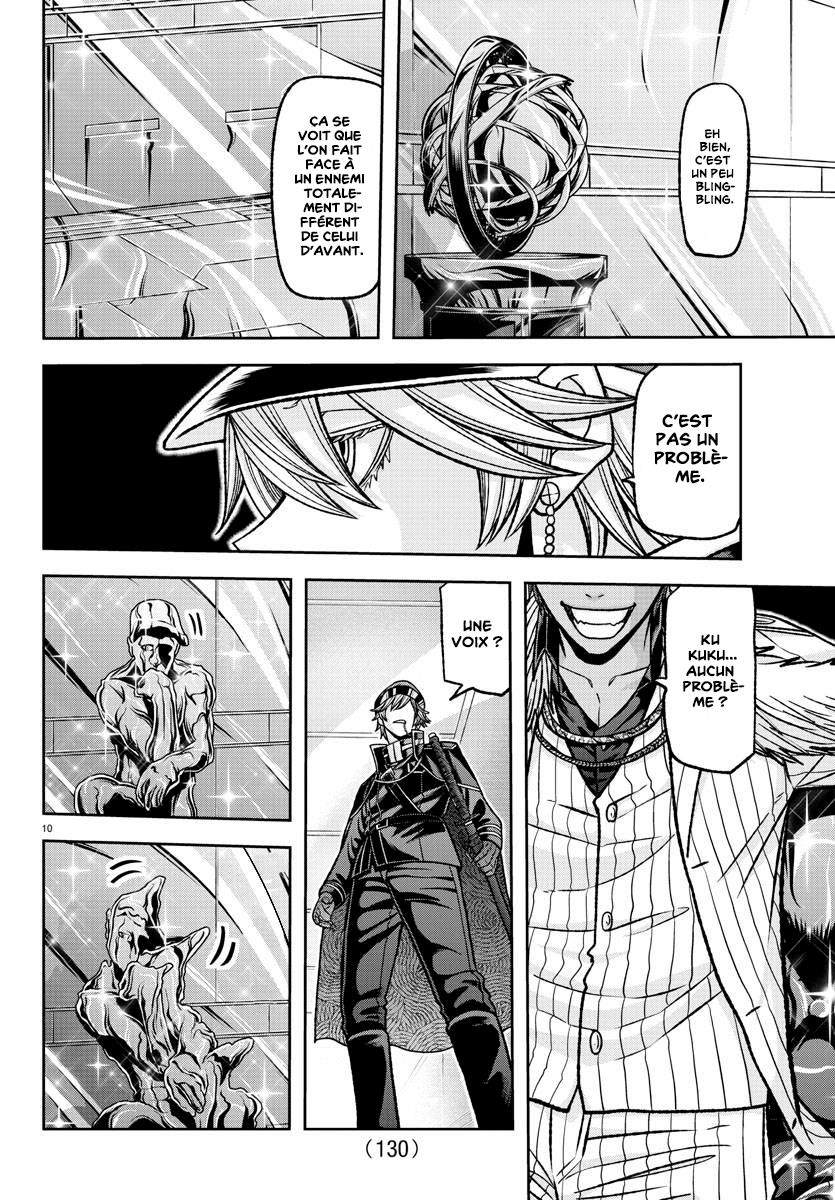 EH
BIEN,
C'EST
UN PEU
BLING-
BLING.
ÇA SE
VOIT QUE
L'ON FAIT
FACE À
UN ENNEMI
TOTALE-
MENT DI-
FFÉRENT
DE CELUI
D'AVANT.
C'EST
PAS UN
PROBLÈ-
ME.
KU
KUKU...
AUCUN
PROBLÈ-
ME ?
UNE
VOIX ?
10
(130)